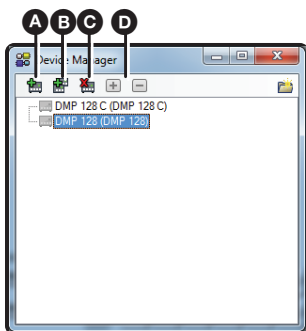 A B C D
Device Manager
DMP 128 C (DMP 128 C)
DMP 128 (DMP 128)